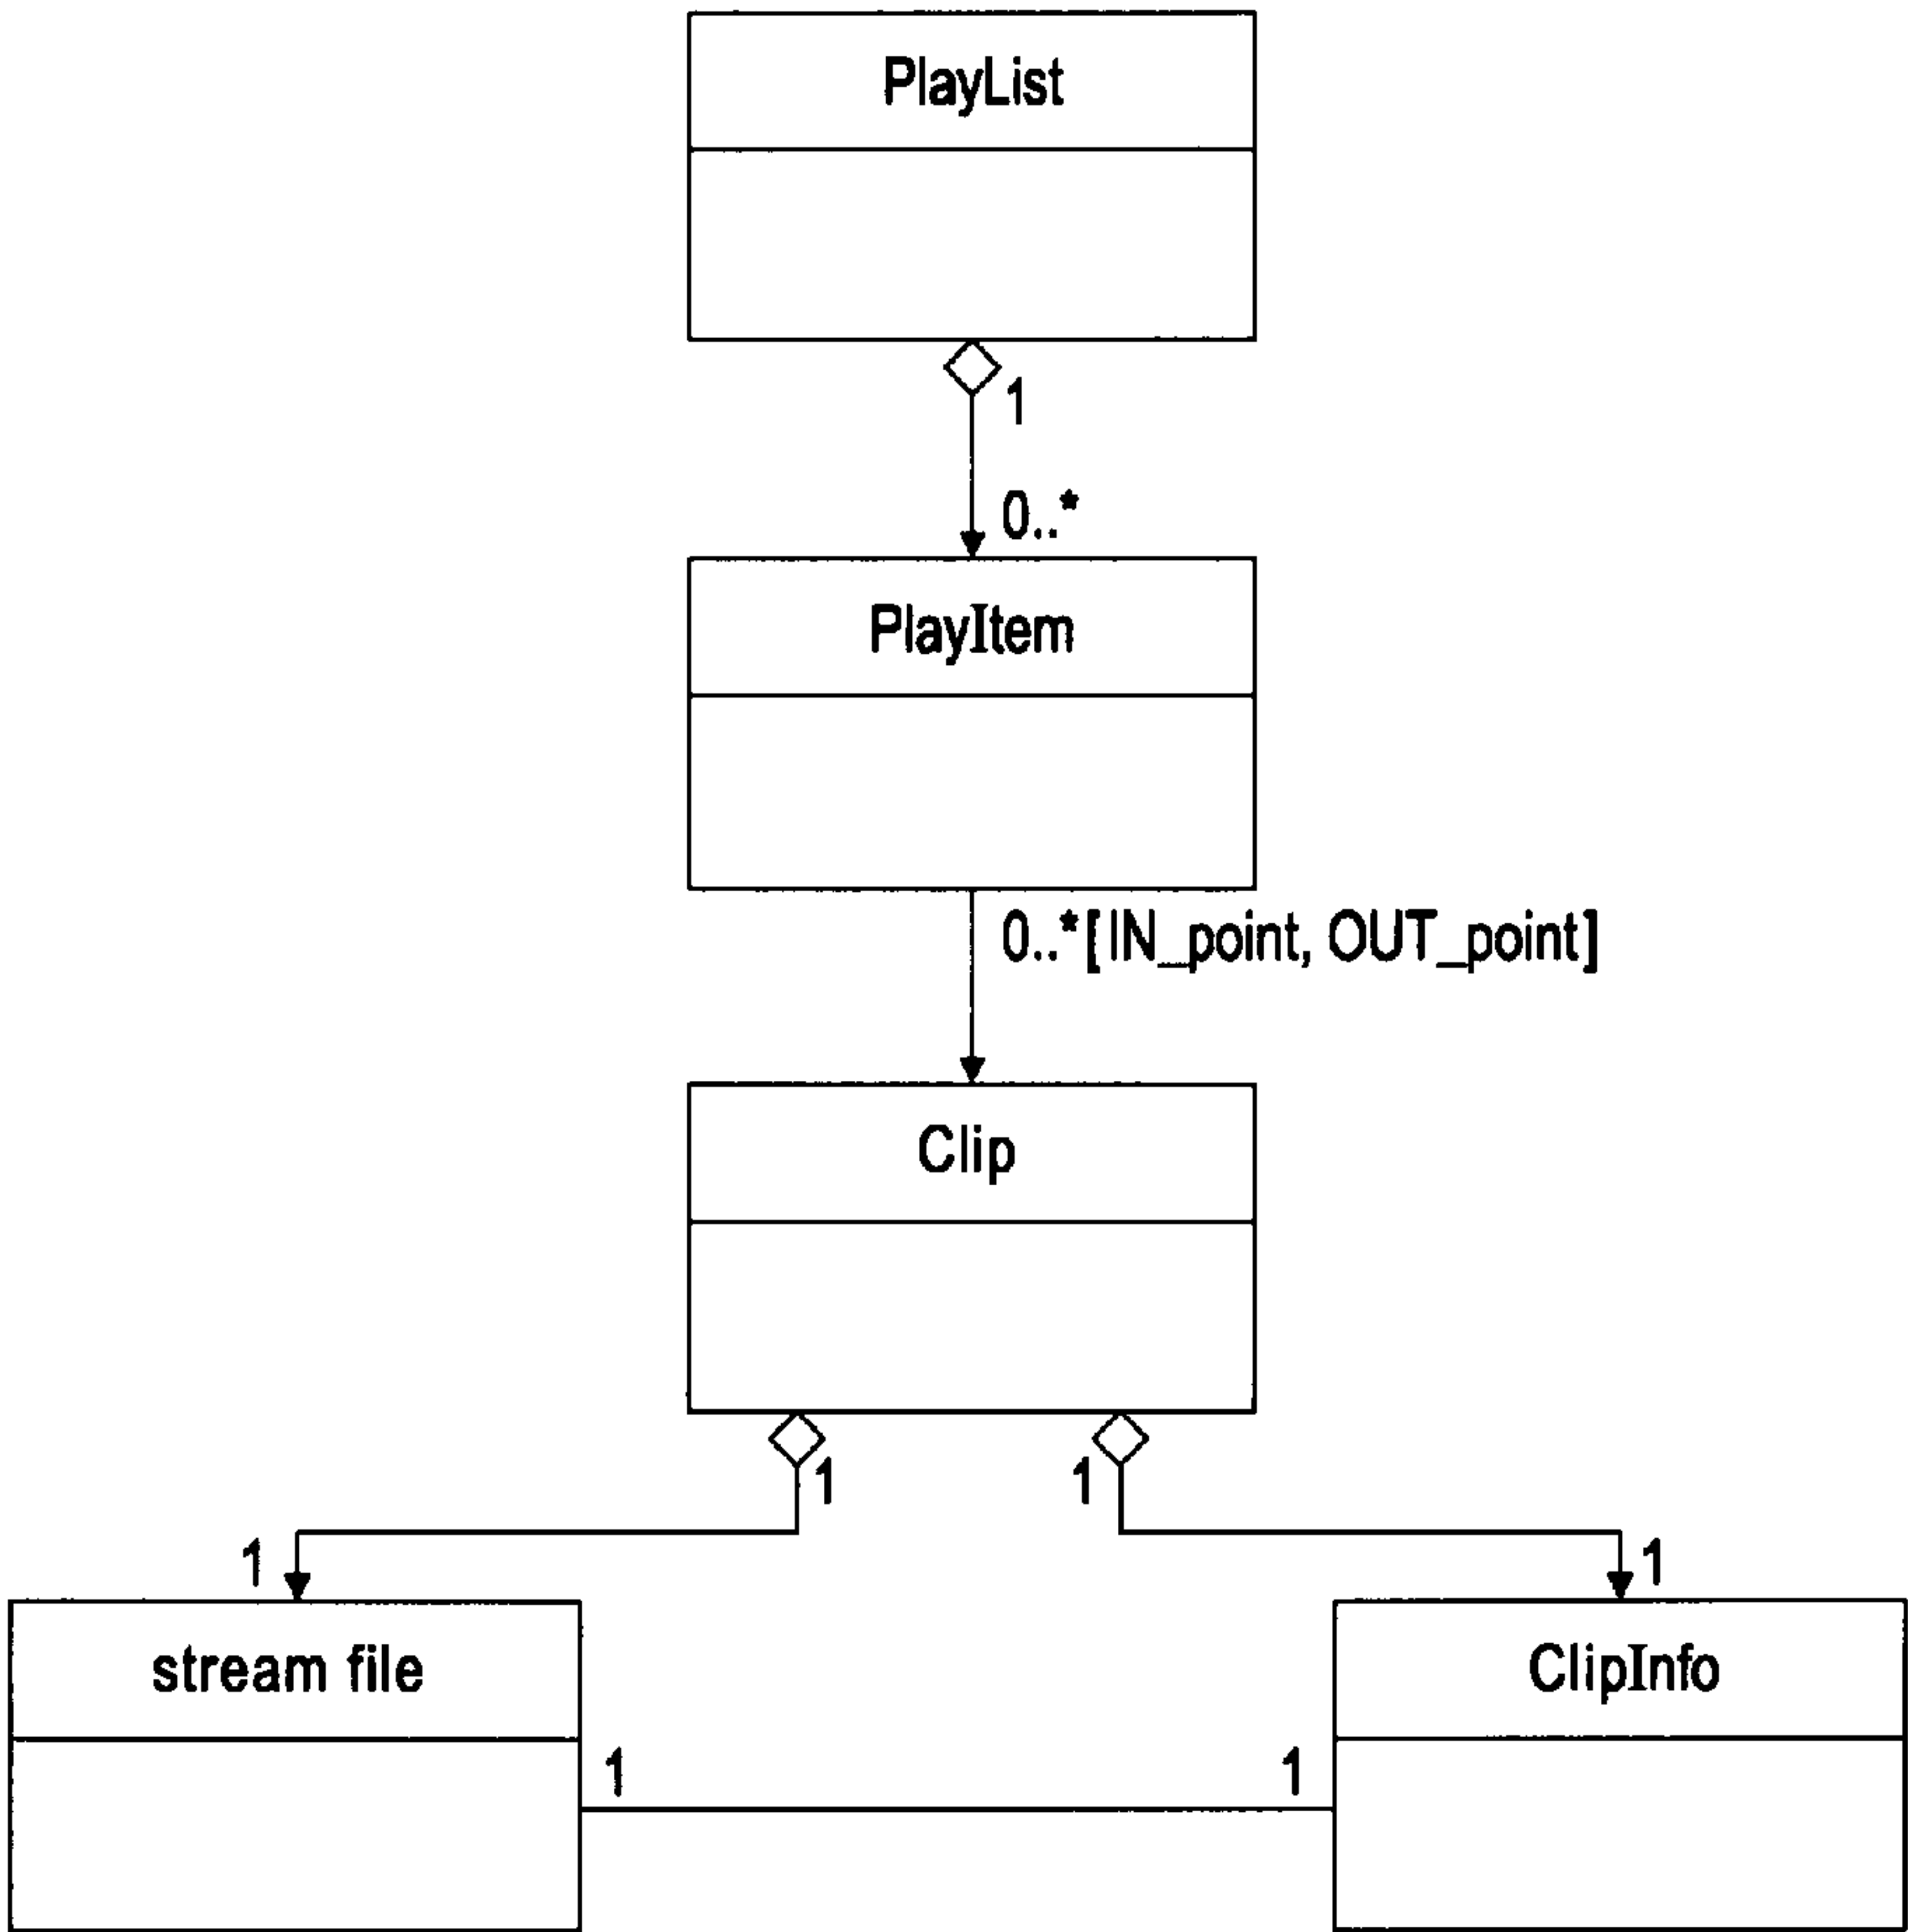 PlayList
1
0..*
PlayItem
0..*[IN_point, OUT_point]
Clip
1
1
1
1
stream file
ClipInfo
1
1